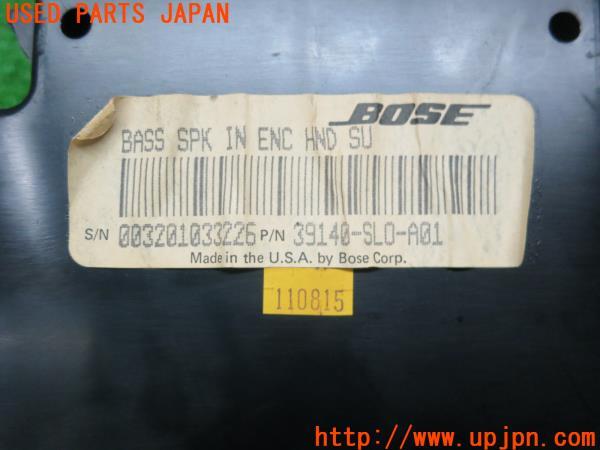 USED PARTS JAPAN
BOSE
BASS SPK IN ENC HND SU
S/N 003201033226 P/N 39140-SL0-A01
Made in the U.S.A. by Bose Corp.
110815
https://www.upjpn.com